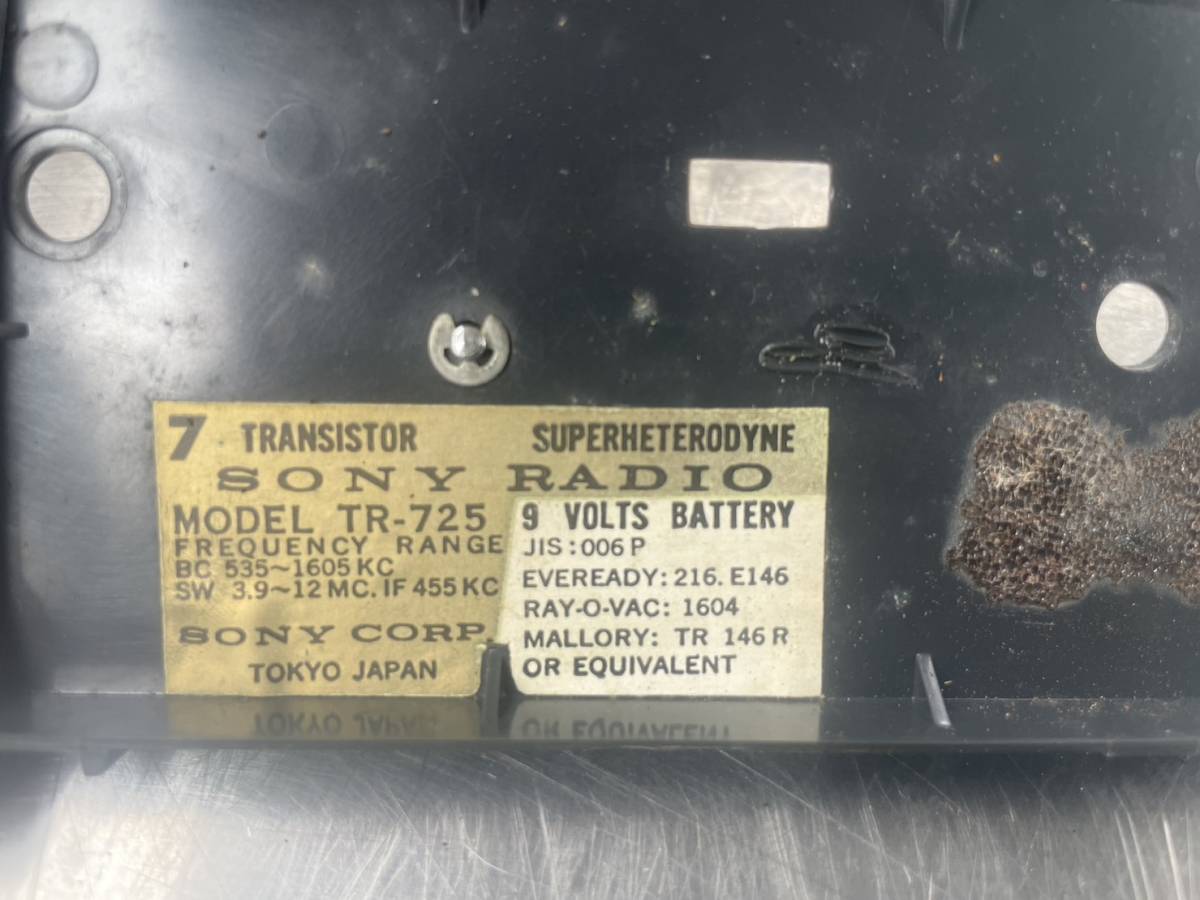 7 TRANSISTOR SUPERHETERODYNE
SONY RADIO
MODEL TR-725
FREQUENCY RANGE
BC 535~1605 KC
SW 3.9~12 MC. IF 455 KC
SONY CORP.
TOKYO JAPAN
9 VOLTS BATTERY
JIS : 006 P
EVEREADY: 216. E146
RAY-O-VAC: 1604
MALLORY: TR 146 R
OR EQUIVALENT